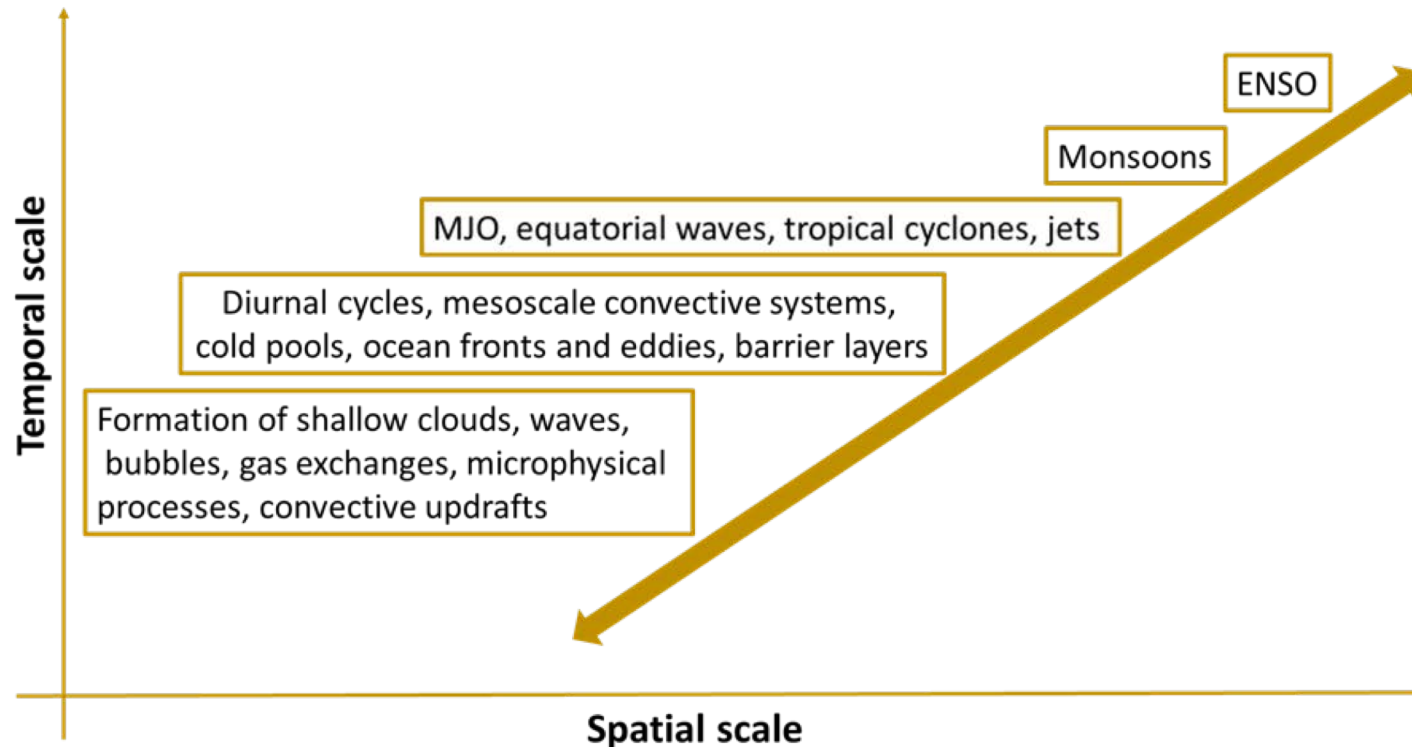 ENSO
Monsoons
MJO, equatorial waves, tropical cyclones, jets
Diurnal cycles, mesoscale convective systems,
cold pools, ocean fronts and eddies, barrier layers
Formation of shallow clouds, waves,
bubbles, gas exchanges, microphysical
processes, convective updrafts
Temporal scale
Spatial scale